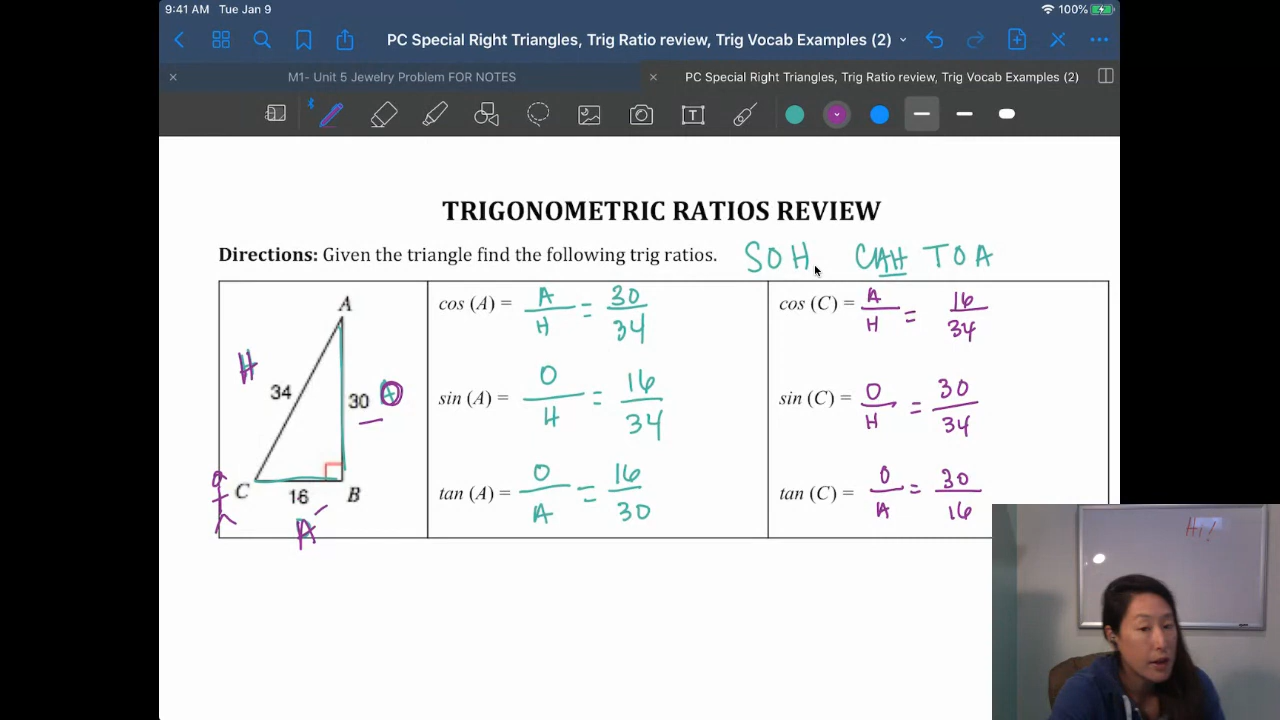 9:41 AM Tue Jan 9 100%
PC Special Right Triangles, Trig Ratio review, Trig Vocab Examples (2)
M1- Unit 5 Jewelry Problem FOR NOTES PC Special Right Triangles, Trig Ratio review, Trig Vocab Examples (2)
T
TRIGONOMETRIC RATIOS REVIEW
Directions: Given the triangle find the following trig ratios. SOH CAH TOA
A
H
34
30
O
C
16
B
A
cos (A) = A/H = 30/34
sin (A) = O/H = 16/34
tan (A) = O/A = 16/30
cos (C) = A/H = 16/34
sin (C) = O/H = 30/34
tan (C) = O/A = 30/16
Hi!